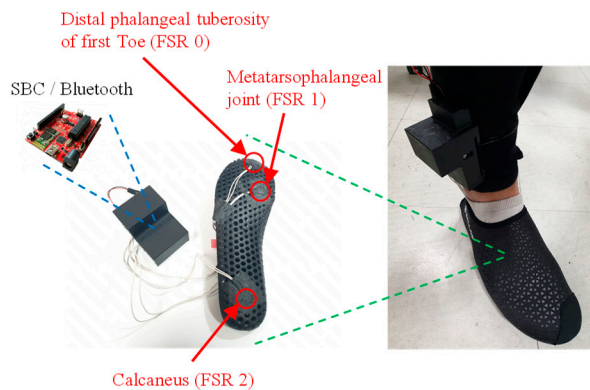 Distal phalangeal tuberosity
of first Toe (FSR 0)
Metatarsophalangeal
joint (FSR 1)
SBC / Bluetooth
Calcaneus (FSR 2)